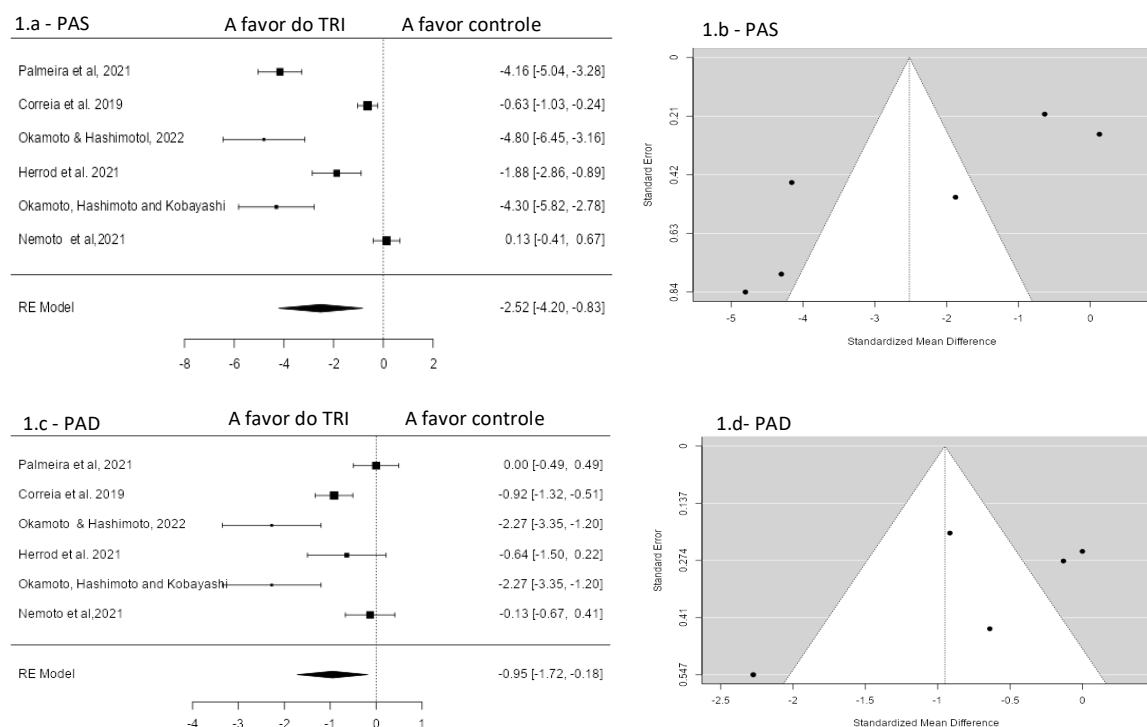 1.a - PAS
A favor do TRI
A favor controle
Palmeira et al, 2021
-4.16 [-5.04, -3.28]
Correia et al. 2019
-0.63 [-1.03, -0.24]
Okamoto & Hashimotol, 2022
-4.80 [-6.45, -3.16]
Herrod et al. 2021
-1.88 [-2.86, -0.89]
Okamoto, Hashimoto and Kobayashi
-4.30 [-5.82, -2.78]
Nemoto et al,2021
0.13 [-0.41, 0.67]
RE Model
-2.52 [-4.20, -0.83]
-8 -6 -4 -2 0 2
1.b - PAS
Standard Error
0
0.21
0.42
0.63
0.84
-5 -4 -3 -2 -1 0
Standardized Mean Difference
1.c - PAD
A favor do TRI
A favor controle
Palmeira et al, 2021
0.00 [-0.49, 0.49]
Correia et al. 2019
-0.92 [-1.32, -0.51]
Okamoto & Hashimoto, 2022
-2.27 [-3.35, -1.20]
Herrod et al. 2021
-0.64 [-1.50, 0.22]
Okamoto, Hashimoto and Kobayashi
-2.27 [-3.35, -1.20]
Nemoto et al,2021
-0.13 [-0.67, 0.41]
RE Model
-0.95 [-1.72, -0.18]
-4 -3 -2 -1 0 1
1.d- PAD
Standard Error
0
0.137
0.274
0.41
0.547
-2.5 -2 -1.5 -1 -0.5 0
Standardized Mean Difference